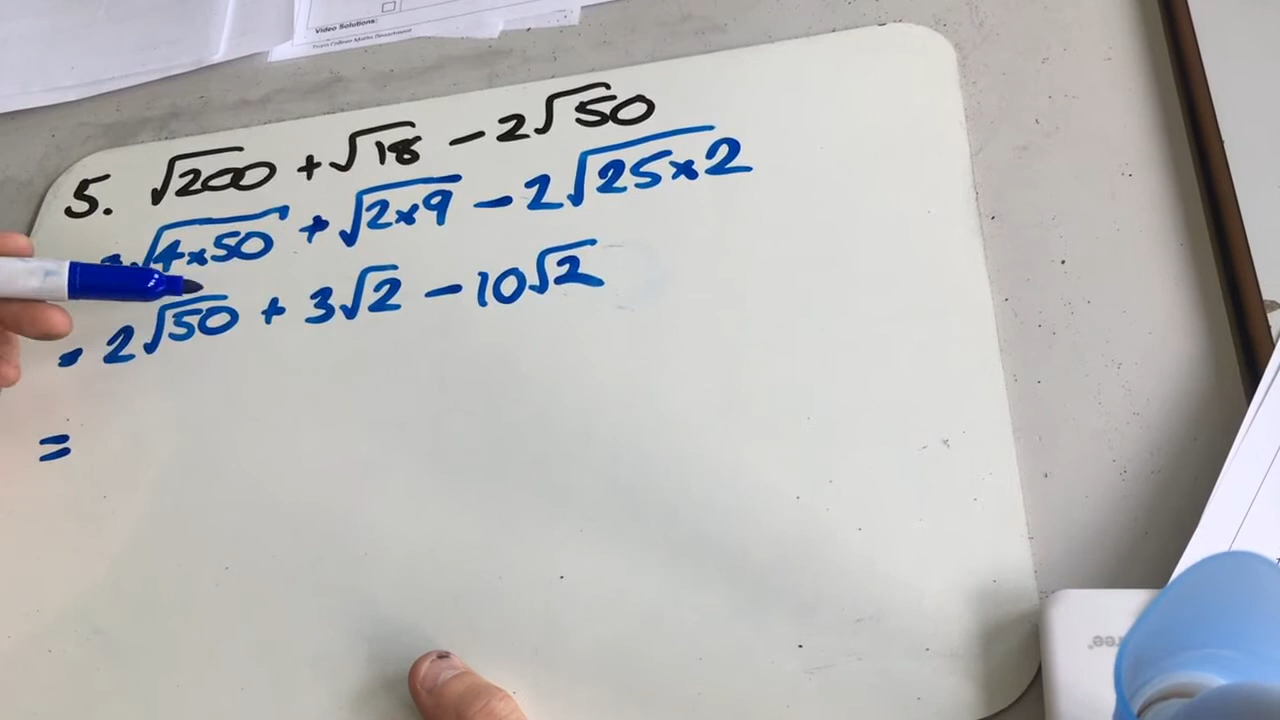 Video Solutions:
5. √200 + √18 - 2√50
= √4×50 + √2×9 - 2√25×2
= 2√50 + 3√2 - 10√2
=